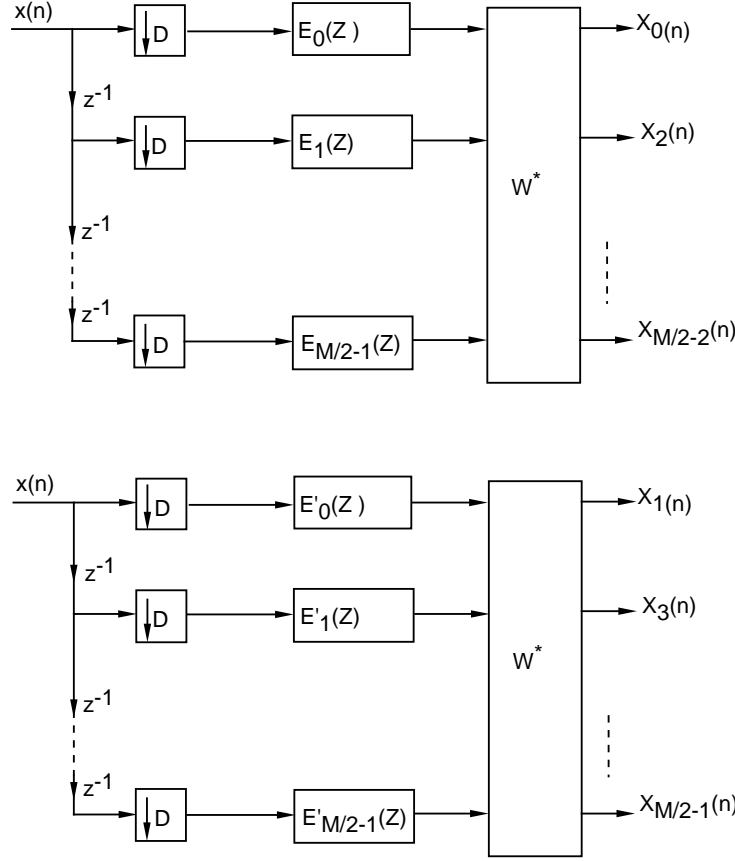 x(n) D E0(Z ) X0(n)
z-1
D E1(Z) X2(n)
W*
z-1
z-1
D EM/2-1(Z) XM/2-2(n)
x(n) D E'0(Z ) X1(n)
z-1
D E'1(Z) X3(n)
W*
z-1
z-1
D E'M/2-1(Z) XM/2-1(n)